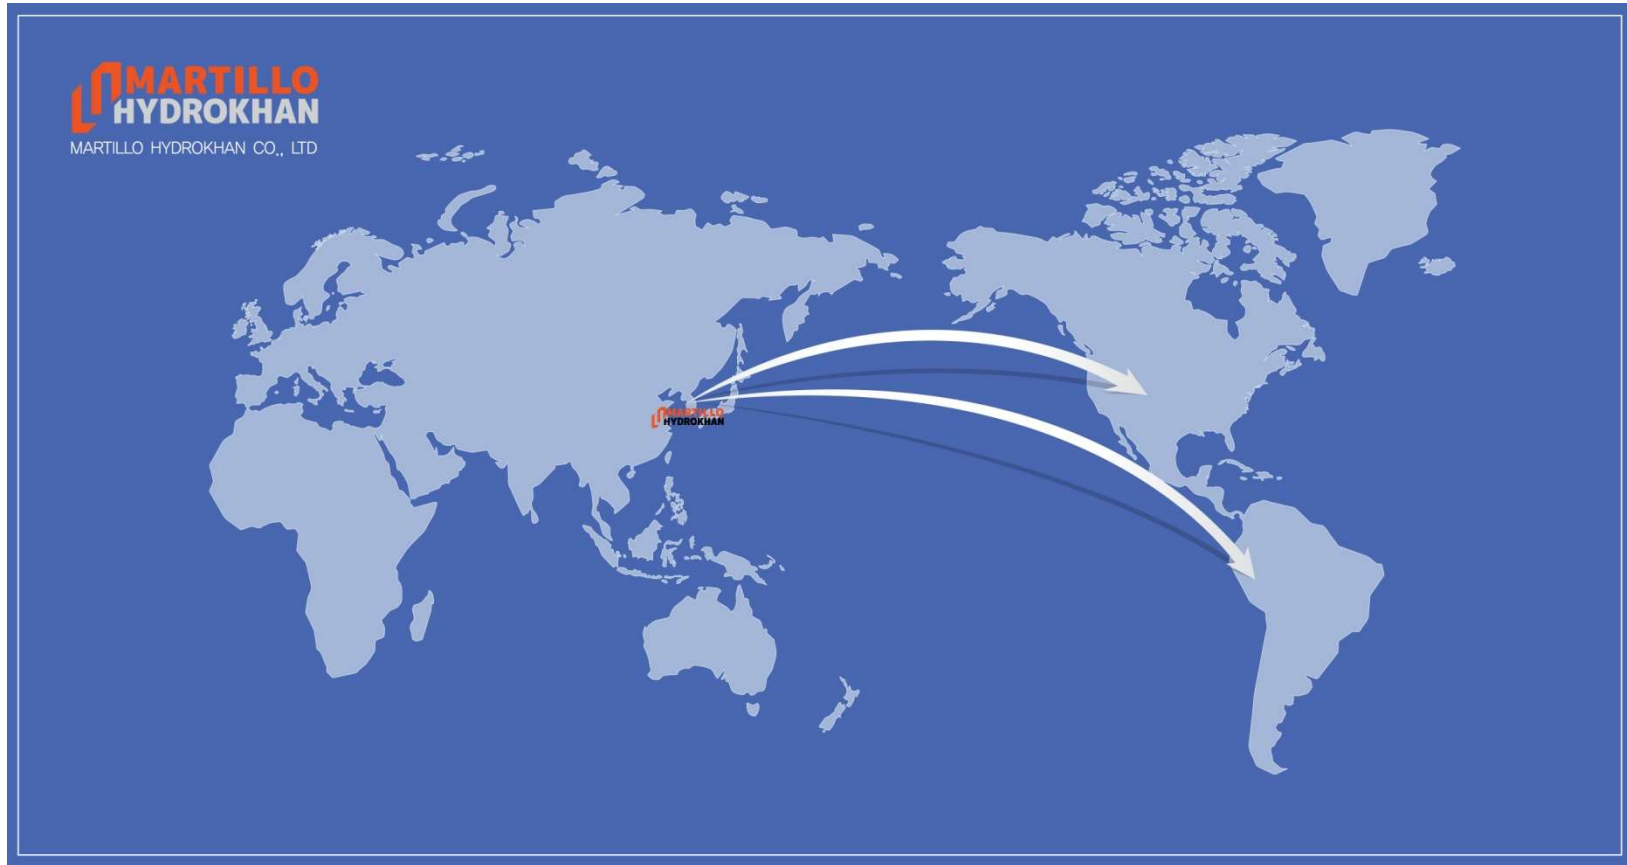 MARTILLO
HYDROKHAN
MARTILLO HYDROKHAN CO., LTD
MARTILLO
HYDROKHAN